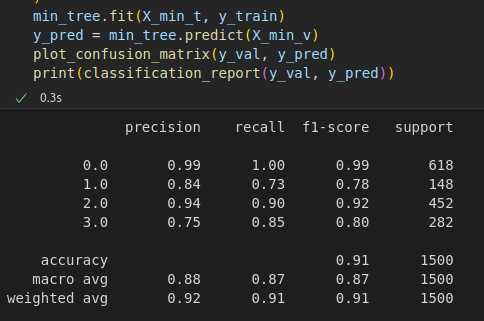 )
min_tree.fit(X_min_t, y_train)
y_pred = min_tree.predict(X_min_v)
plot_confusion_matrix(y_val, y_pred)
print(classification_report(y_val, y_pred))
✓ 0.3s
precision recall f1-score support
0.0 0.99 1.00 0.99 618
1.0 0.84 0.73 0.78 148
2.0 0.94 0.90 0.92 452
3.0 0.75 0.85 0.80 282
accuracy 0.91 1500
macro avg 0.88 0.87 0.87 1500
weighted avg 0.92 0.91 0.91 1500